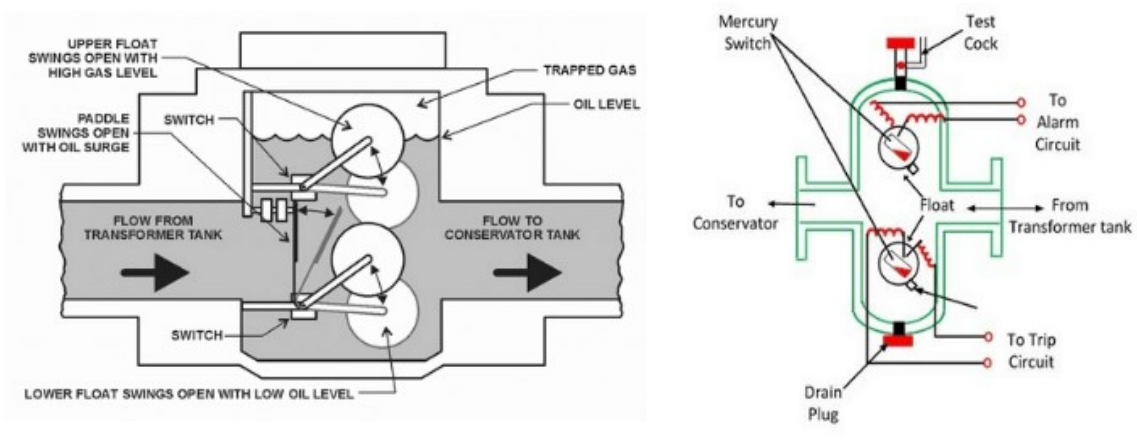 UPPER FLOAT
SWINGS OPEN WITH
HIGH GAS LEVEL
TRAPPED GAS
OIL LEVEL
SWITCH
PADDLE
SWINGS OPEN
WITH OIL SURGE
FLOW FROM
TRANSFORMER TANK
FLOW TO
CONSERVATOR TANK
SWITCH
LOWER FLOAT SWINGS OPEN WITH LOW OIL LEVEL
Mercury
Switch
Test
Cock
To
Alarm
Circuit
To
Conservator
Float
From
Transformer tank
To Trip
Circuit
Drain
Plug